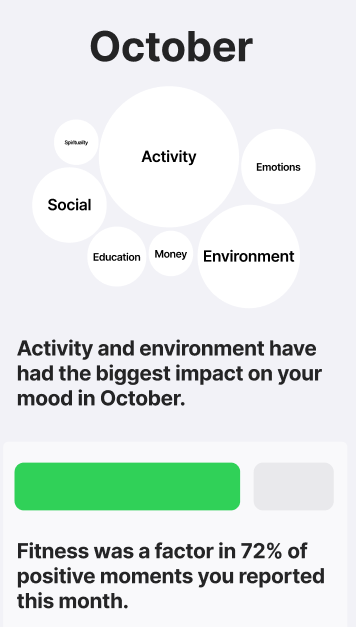 October
Spirituality
Activity
Emotions
Social
Education
Money
Environment
Activity and environment have
had the biggest impact on your
mood in October.
Fitness was a factor in 72% of
positive moments you reported
this month.